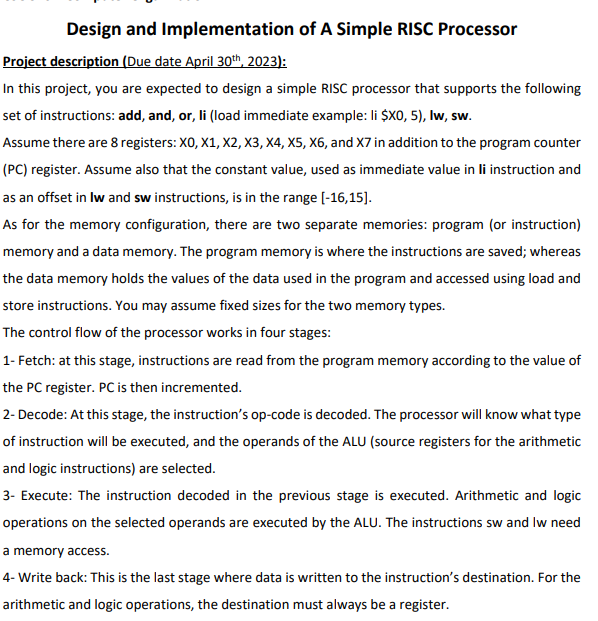 Design and Implementation of A Simple RISC Processor
Project description (Due date April 30th, 2023):
In this project, you are expected to design a simple RISC processor that supports the following
set of instructions: add, and, or, li (load immediate example: li $X0, 5), lw, sw.
Assume there are 8 registers: X0, X1, X2, X3, X4, X5, X6, and X7 in addition to the program counter
(PC) register. Assume also that the constant value, used as immediate value in li instruction and
as an offset in lw and sw instructions, is in the range [-16,15].
As for the memory configuration, there are two separate memories: program (or instruction)
memory and a data memory. The program memory is where the instructions are saved; whereas
the data memory holds the values of the data used in the program and accessed using load and
store instructions. You may assume fixed sizes for the two memory types.
The control flow of the processor works in four stages:
1- Fetch: at this stage, instructions are read from the program memory according to the value of
the PC register. PC is then incremented.
2- Decode: At this stage, the instruction's op-code is decoded. The processor will know what type
of instruction will be executed, and the operands of the ALU (source registers for the arithmetic
and logic instructions) are selected.
3- Execute: The instruction decoded in the previous stage is executed. Arithmetic and logic
operations on the selected operands are executed by the ALU. The instructions sw and lw need
a memory access.
4- Write back: This is the last stage where data is written to the instruction's destination. For the
arithmetic and logic operations, the destination must always be a register.